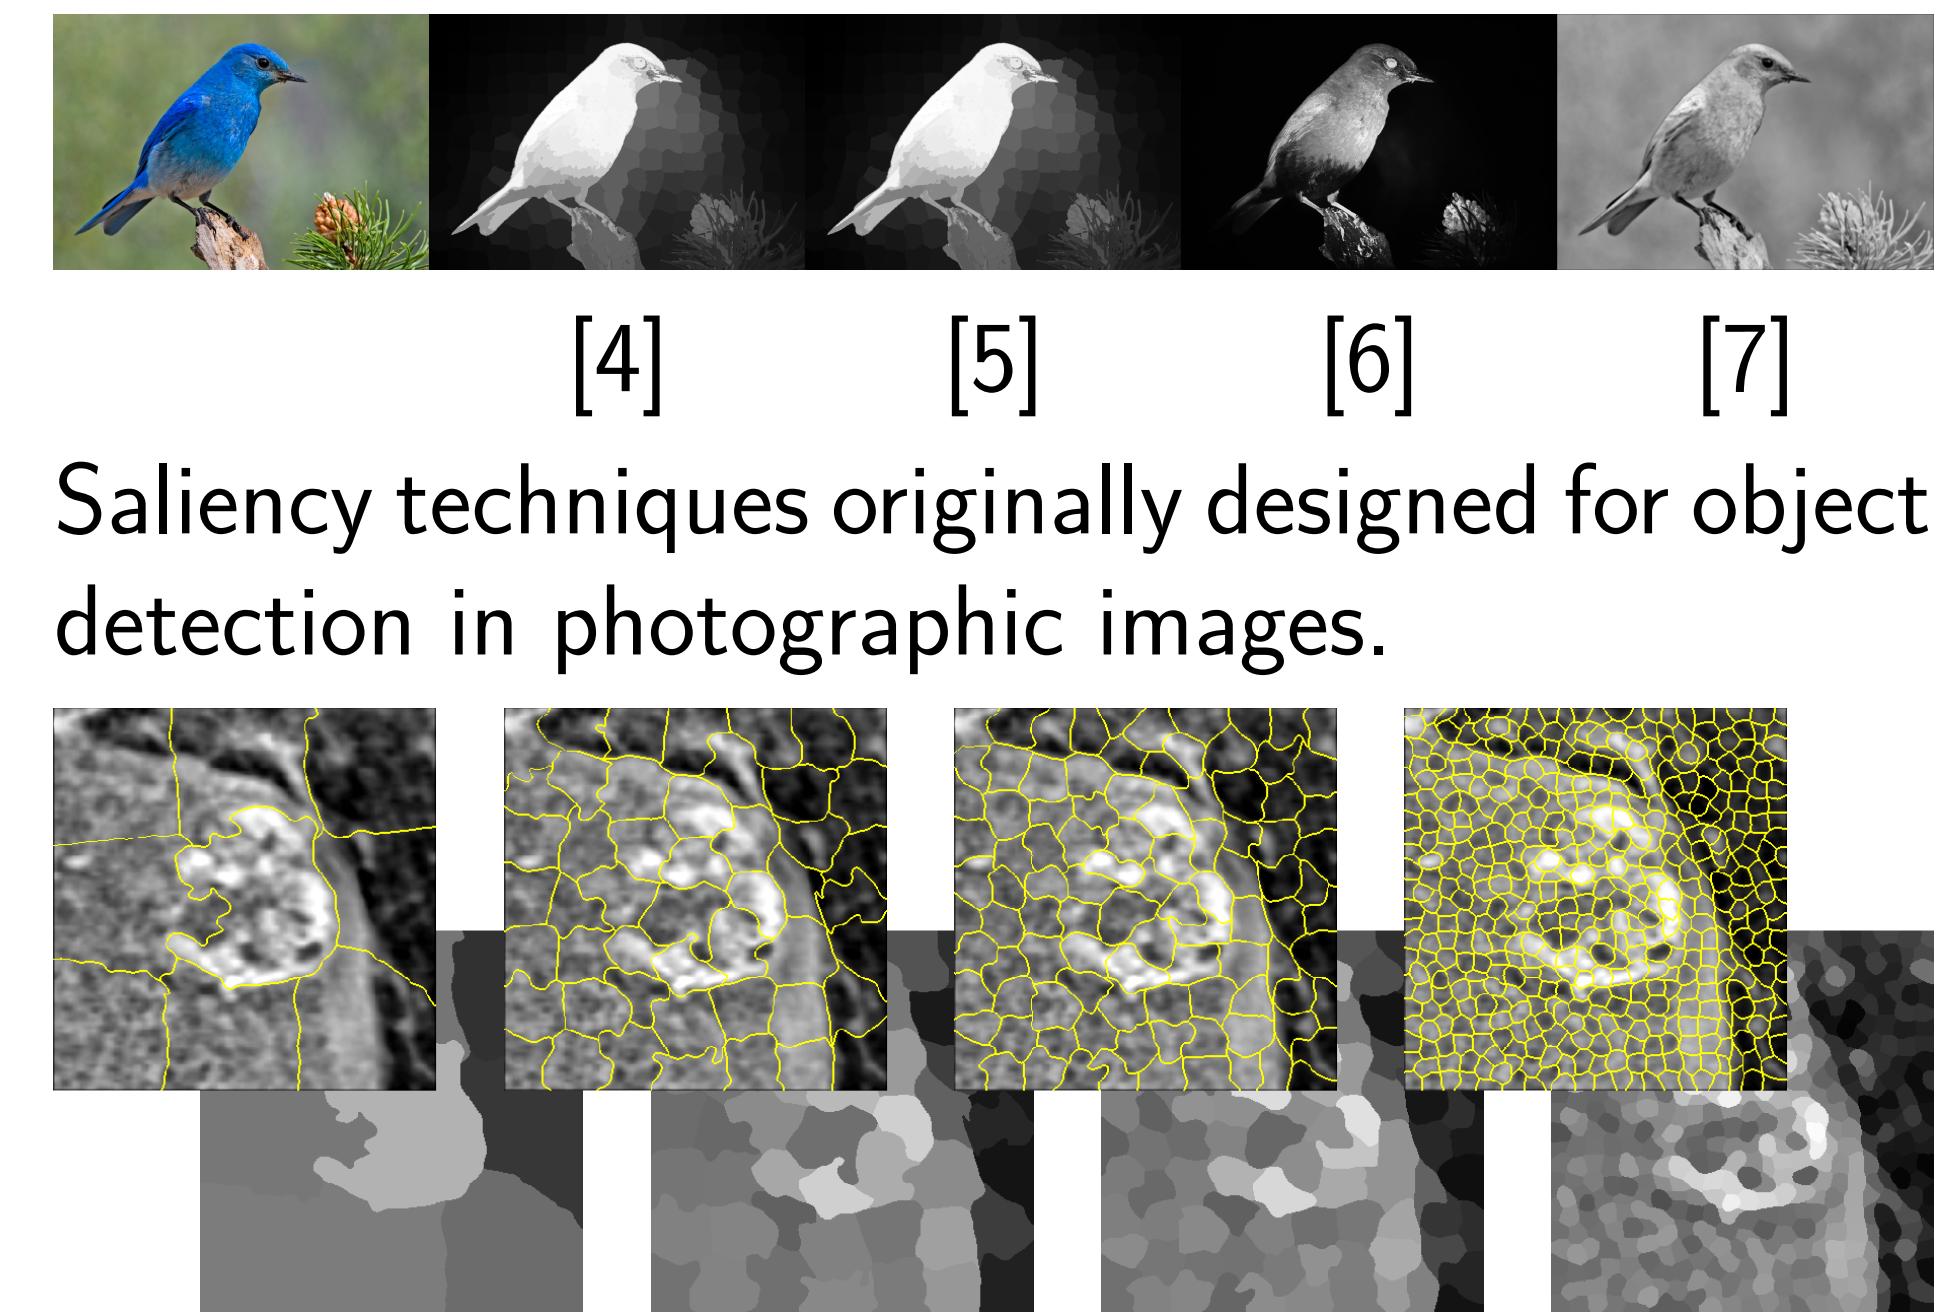 [4] [5] [6] [7]
Saliency techniques originally designed for object
detection in photographic images.